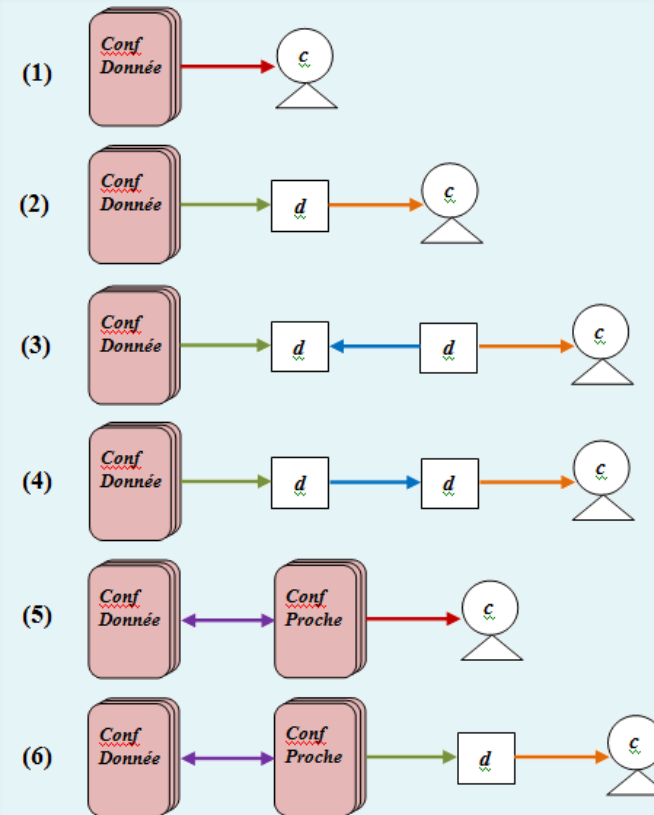 (1)
Conf
Donnée
c
(2)
Conf
Donnée
d
c
(3)
Conf
Donnée
d
d
c
(4)
Conf
Donnée
d
d
c
(5)
Conf
Donnée
Conf
Proche
c
(6)
Conf
Donnée
Conf
Proche
d
c